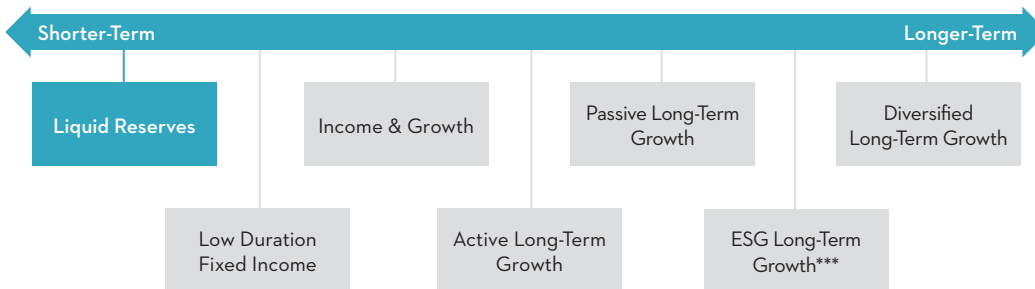 Shorter-Term
Longer-Term
Liquid Reserves
Income & Growth
Passive Long-Term
Growth
Diversified
Long-Term Growth
Low Duration
Fixed Income
Active Long-Term
Growth
ESG Long-Term
Growth***